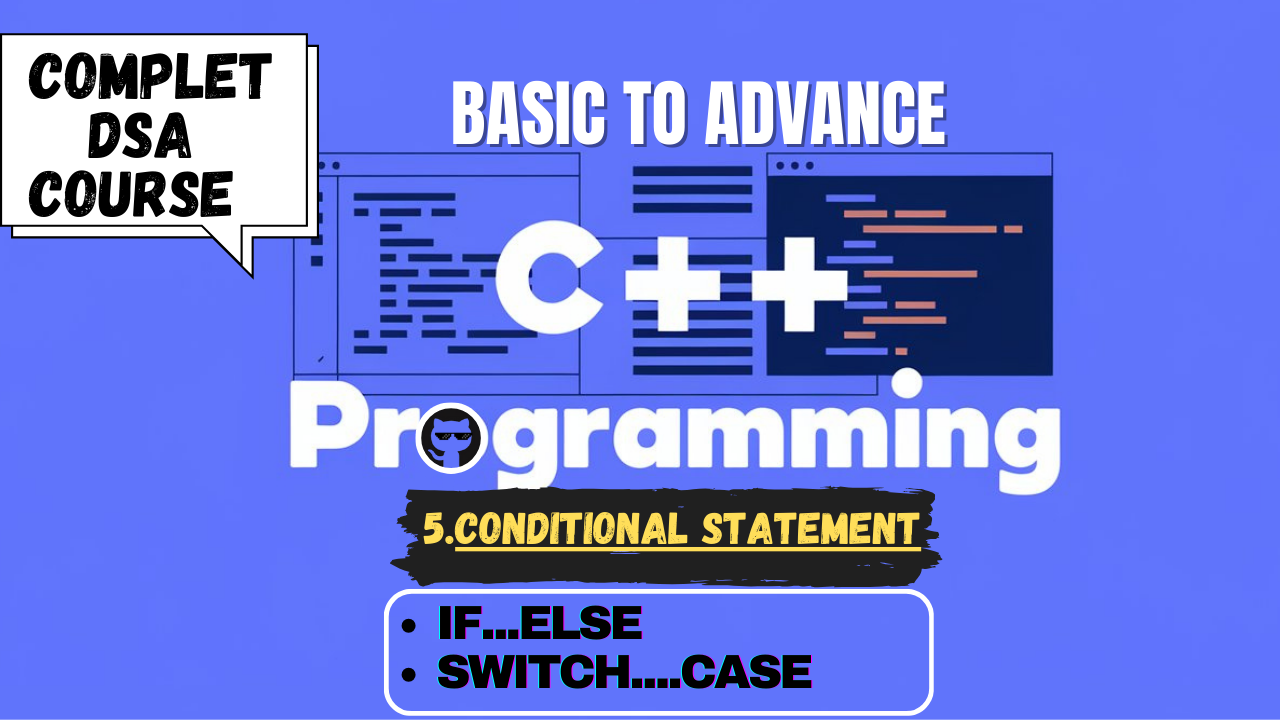 COMPLET
DSA
COURSE
BASIC TO ADVANCE
C++
Programming
5.CONDITIONAL STATEMENT
• IF...ELSE
• SWITCH....CASE